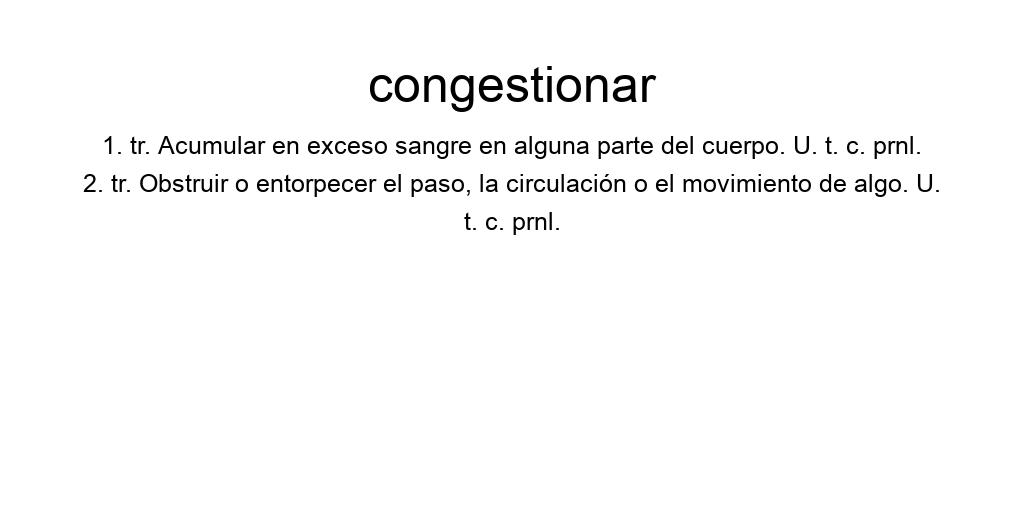 congestionar
1. tr. Acumular en exceso sangre en alguna parte del cuerpo. U. t. c. prnl.
2. tr. Obstruir o entorpecer el paso, la circulación o el movimiento de algo. U.
t. c. prnl.